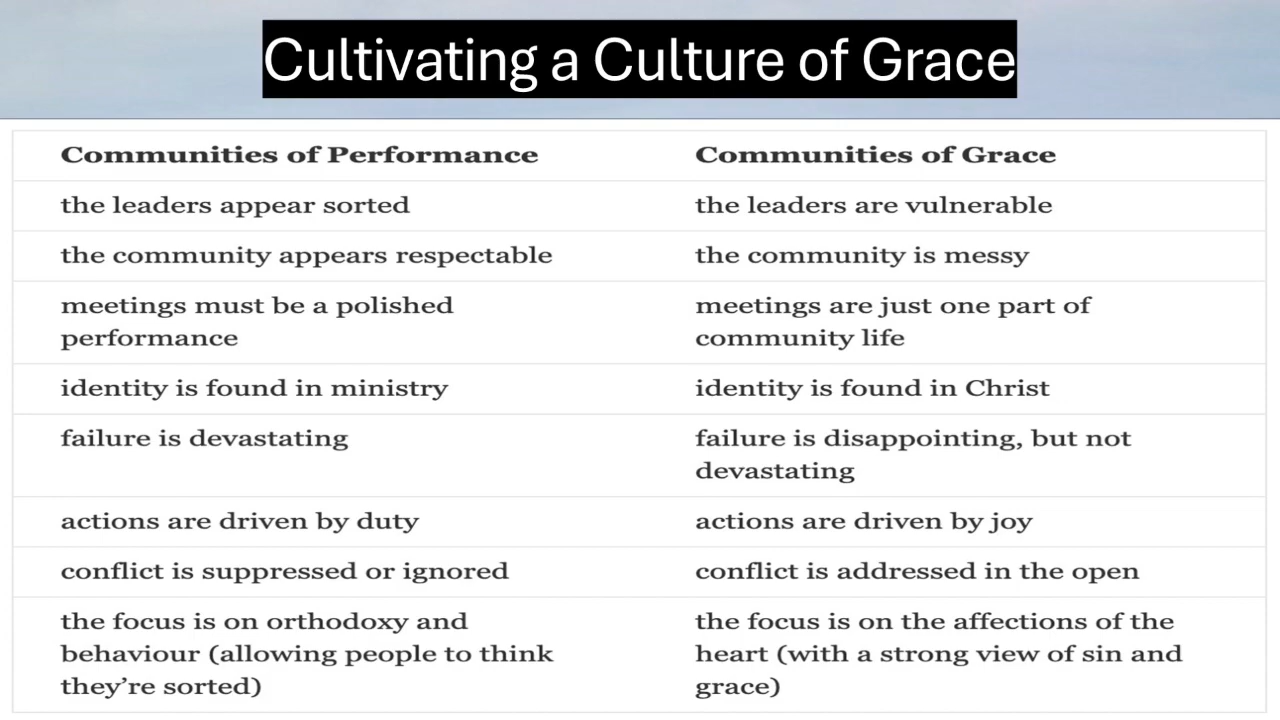 Cultivating a Culture of Grace
Communities of Performance
Communities of Grace
the leaders appear sorted
the leaders are vulnerable
the community appears respectable
the community is messy
meetings must be a polished
performance
meetings are just one part of
community life
identity is found in ministry
identity is found in Christ
failure is devastating
failure is disappointing, but not
devastating
actions are driven by duty
actions are driven by joy
conflict is suppressed or ignored
conflict is addressed in the open
the focus is on orthodoxy and
behaviour (allowing people to think
they’re sorted)
the focus is on the affections of the
heart (with a strong view of sin and
grace)